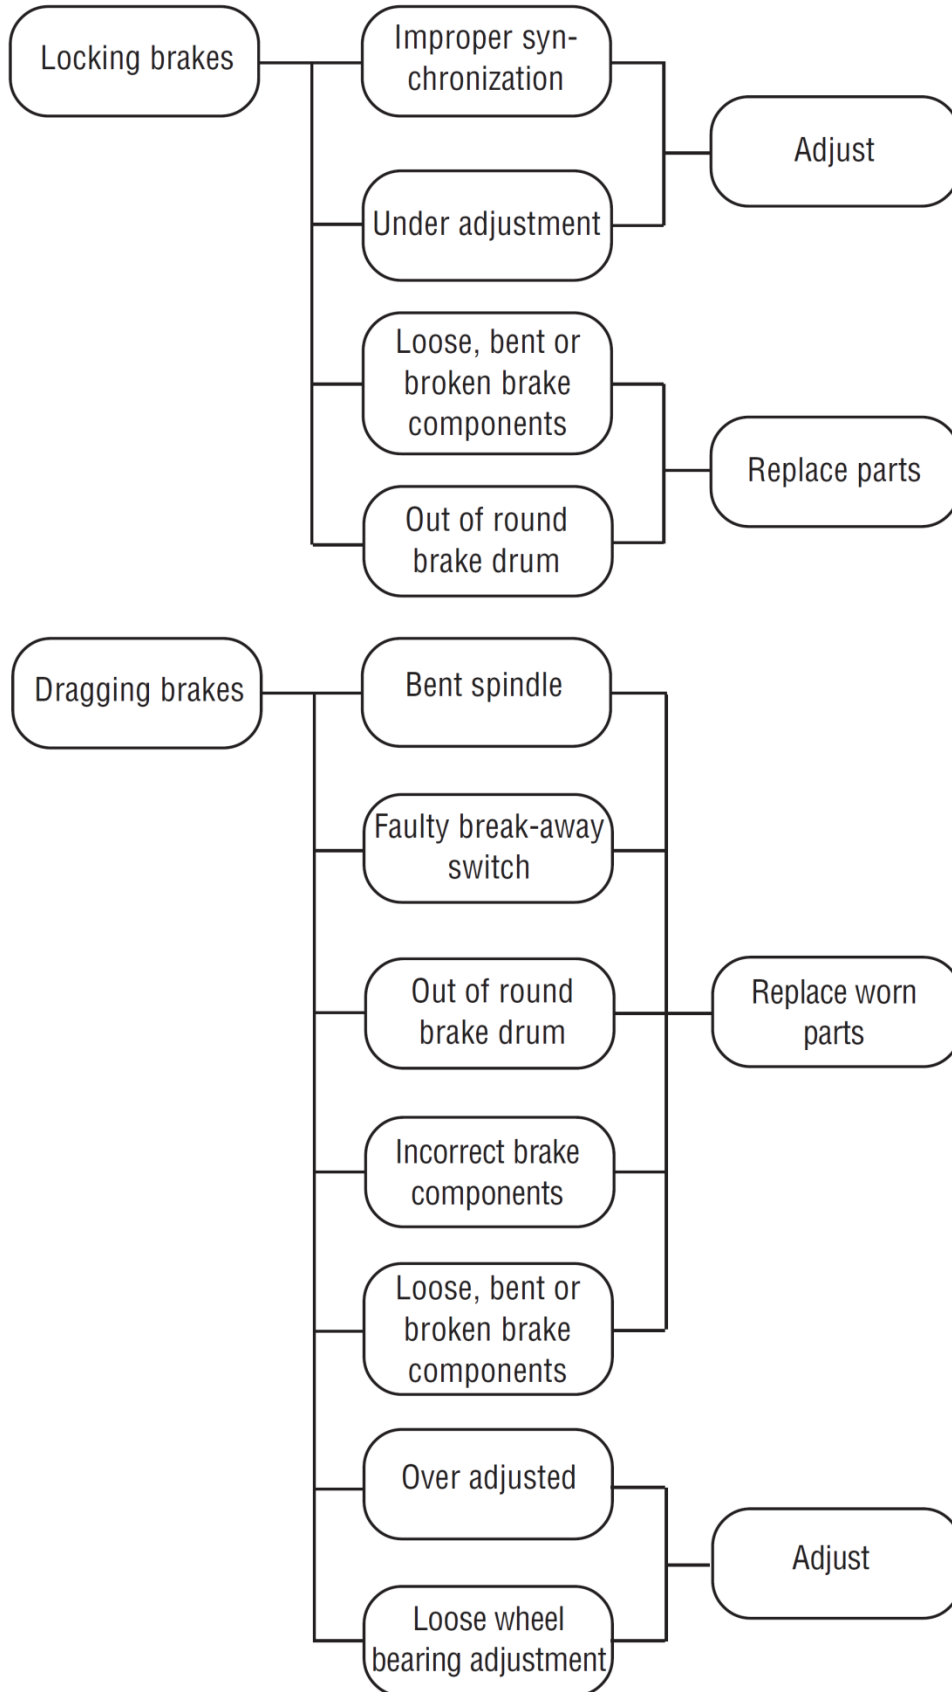 Locking brakes
Improper syn-
chronization
Adjust
Under adjustment
Loose, bent or
broken brake
components
Replace parts
Out of round
brake drum
Dragging brakes
Bent spindle
Faulty break-away
switch
Out of round
brake drum
Replace worn
parts
Incorrect brake
components
Loose, bent or
broken brake
components
Over adjusted
Adjust
Loose wheel
bearing adjustment